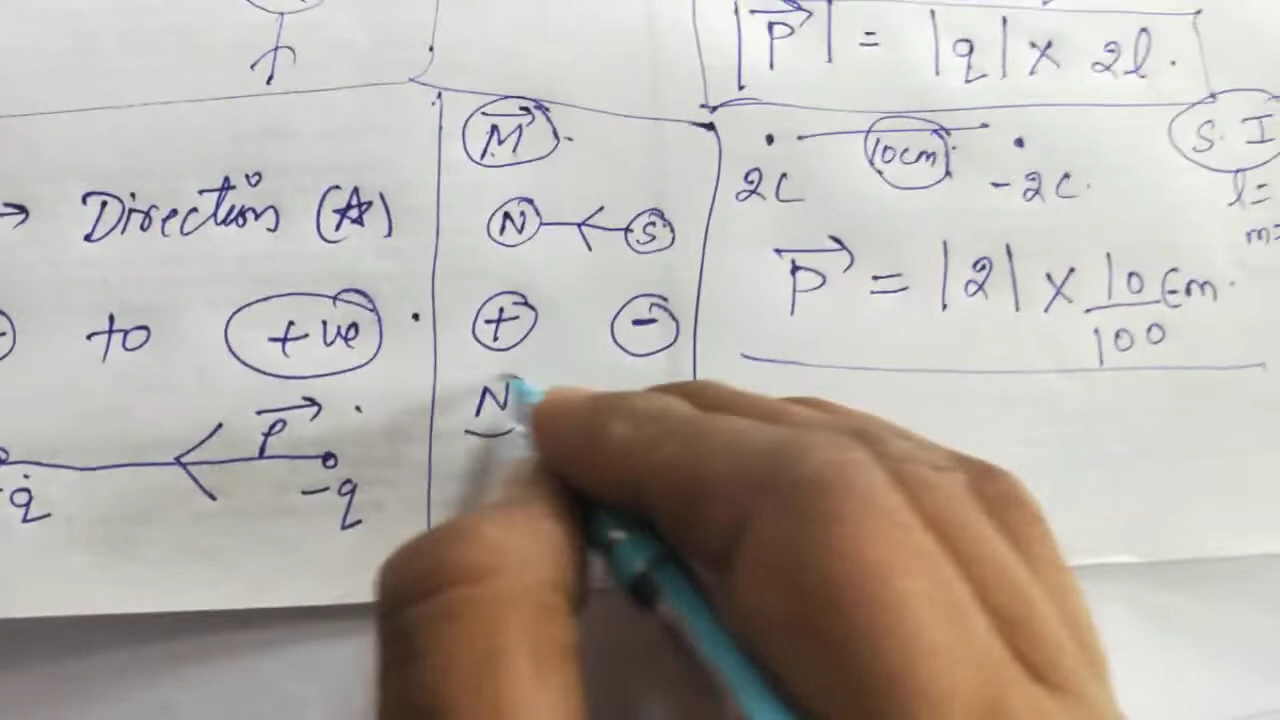 |P→| = |q| × 2l.
→ Direction (☆)
to +ve
P→
-q
M→
N S
+ -
N
2C 10cm -2C.
S.I
l=
m=
P→ = |2| × 10/100 cm.